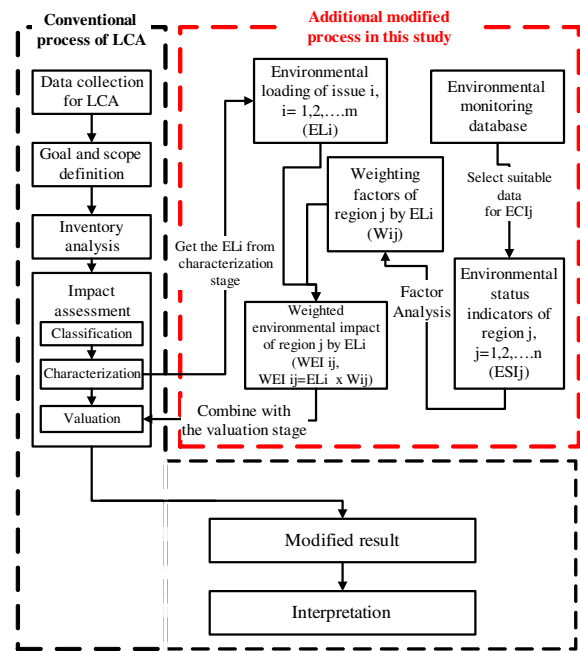 Conventional
process of LCA
Data collection
for LCA
Goal and scope
definition
Inventory
analysis
Impact
assessment
Classification
Characterization
Valuation
Additional modified
process in this study
Environmental
loading of issue i,
i= 1,2,….m
(ELi)
Environmental
monitoring
database
Weighting
factors of
region j by ELi
(Wij)
Select suitable
data
for ECIj
Get the ELi from
characterization
stage
Factor
Analysis
Environmental
status
indicators of
region j,
j=1,2,….n
(ESIj)
Weighted
environmental impact
of region j by ELi
(WEI ij,
WEI ij=ELi x Wij)
Combine with
the valuation stage
Modified result
Interpretation